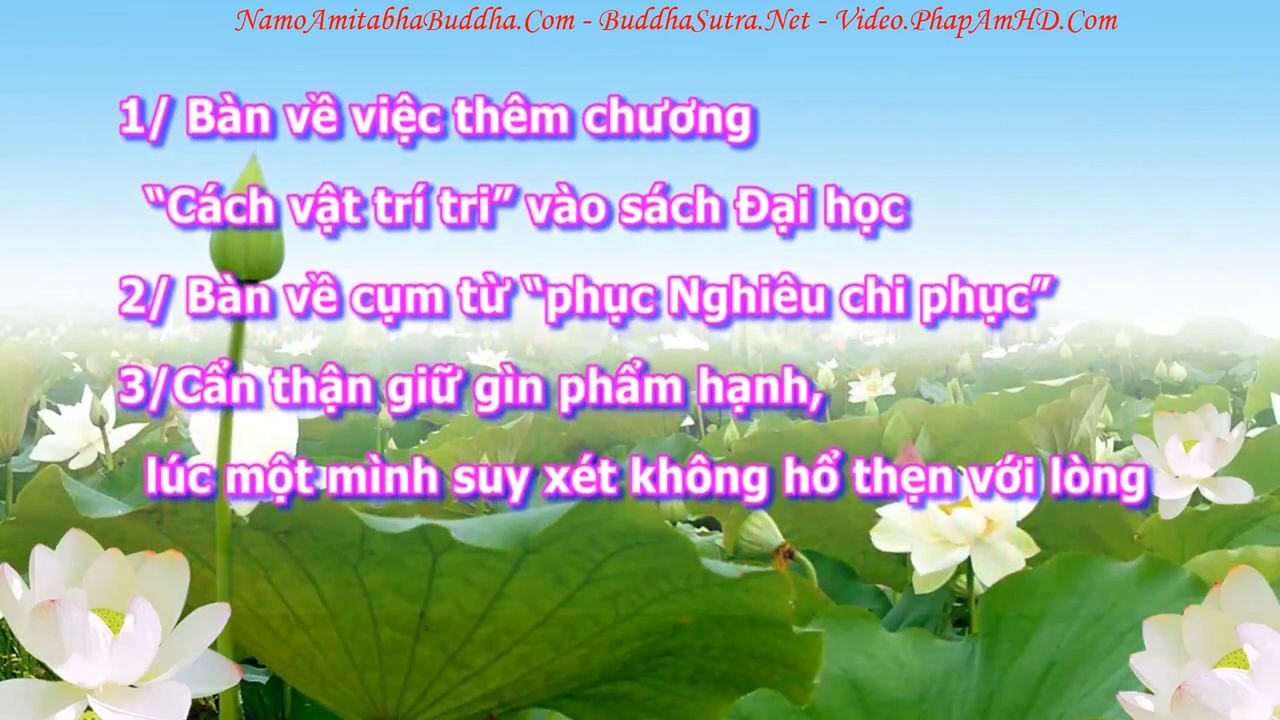 NamoAmitabhaBuddha.Com - BuddhaSutra.Net - Video.PhapAmHD.Com
1/ Bàn về việc thêm chương
“Cách vật trí tri” vào sách Đại học
2/ Bàn về cụm từ “phục Nghiêu chi phục”
3/Cẩn thận giữ gìn phẩm hạnh,
lúc một mình suy xét không hổ thẹn với lòng